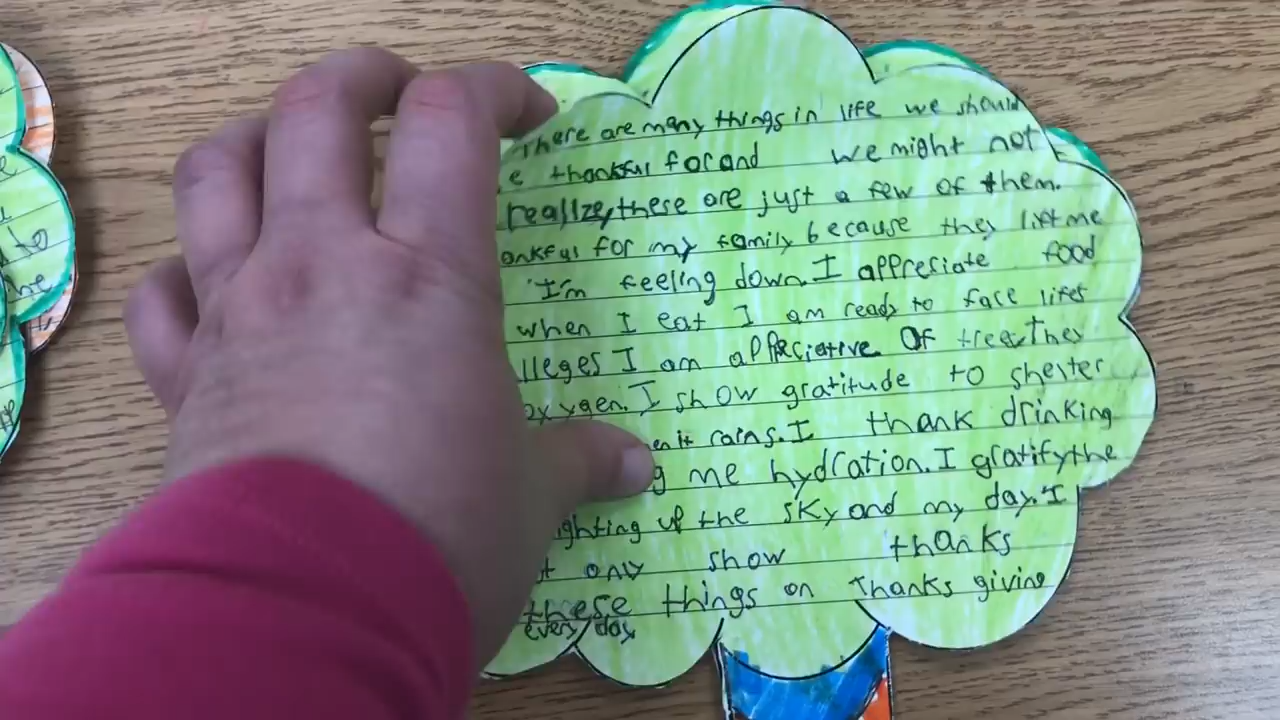 There are many things in life we should
e thankful for and we might not
realize, these are just a few of them.
ankful for my family because they lift me
I'm feeling down. I appresiate food
when I eat I am ready to face lifes
lleges I am appreciative Of trees They
oxygen. I show gratitude to shelter
en it rains. I thank drinking
g me hydration. I gratify the
ighting up the sky and my day. I
t only show thanks
these things on Thanks giving
every day